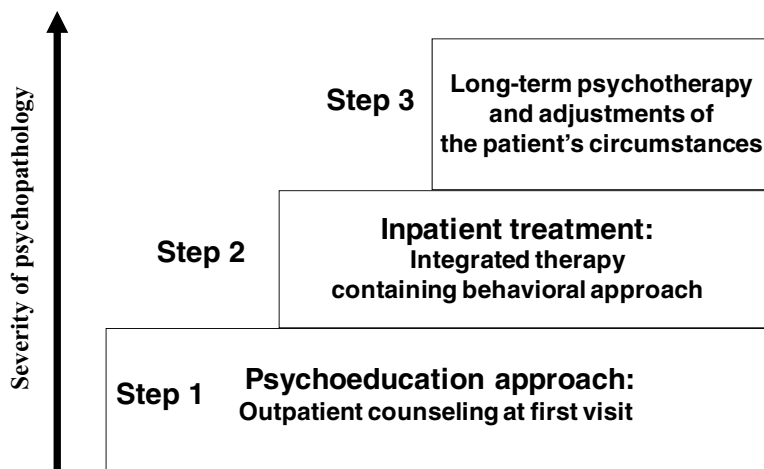 Severity of psychopathology
Step 3
Long-term psychotherapy
and adjustments of
the patient's circumstances
Step 2
Inpatient treatment:
Integrated therapy
containing behavioral approach
Step 1
Psychoeducation approach:
Outpatient counseling at first visit